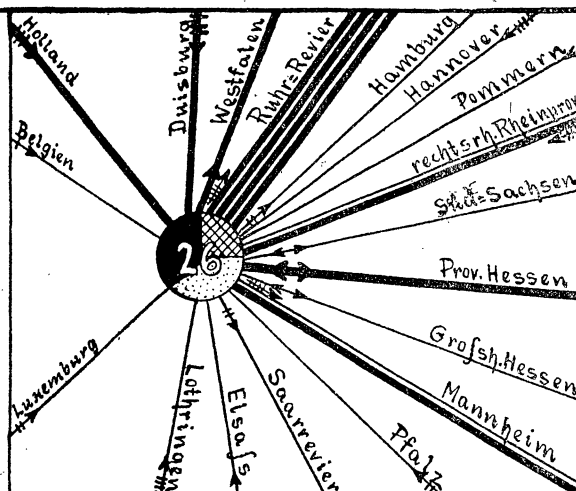 Holland
Duisburg
Westfalen
Ruhr=Revier
Hamburg
Hannover
Pommern
rechtsrh. Rheinprov
Belgien
=Sachsen
26
Prov. Hessen
Groſsh. Hessen
Mannheim
Luxemburg
Lothringen
Elsaſs
Saarrevier
Pfalz